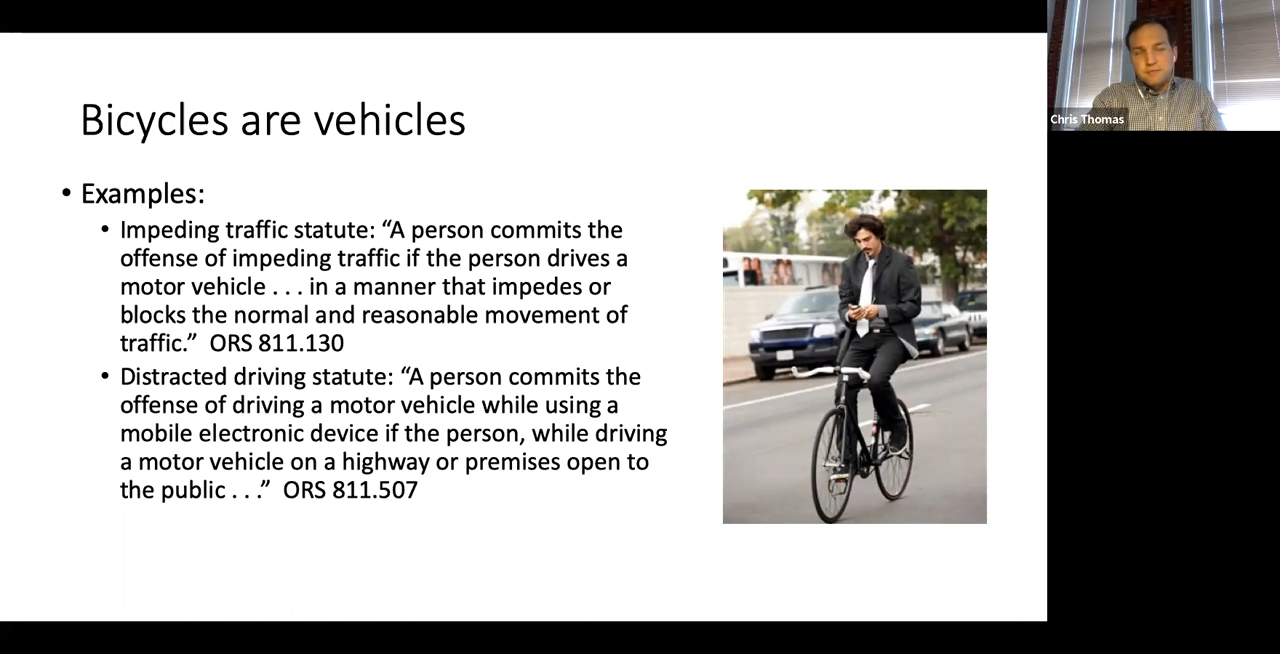 Bicycles are vehicles
• Examples:
• Impeding traffic statute: “A person commits the
offense of impeding traffic if the person drives a
motor vehicle . . . in a manner that impedes or
blocks the normal and reasonable movement of
traffic.” ORS 811.130
• Distracted driving statute: “A person commits the
offense of driving a motor vehicle while using a
mobile electronic device if the person, while driving
a motor vehicle on a highway or premises open to
the public . . .” ORS 811.507
Chris Thomas